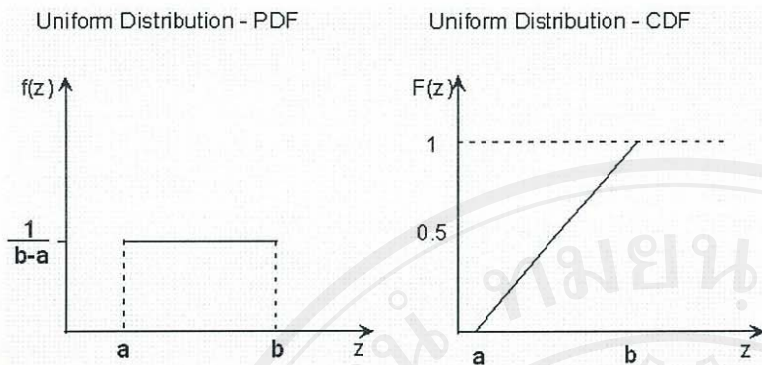 Uniform Distribution - PDF
f(z)
1
b-a
a
b
z
Uniform Distribution - CDF
F(z)
1
0.5
a
b
z